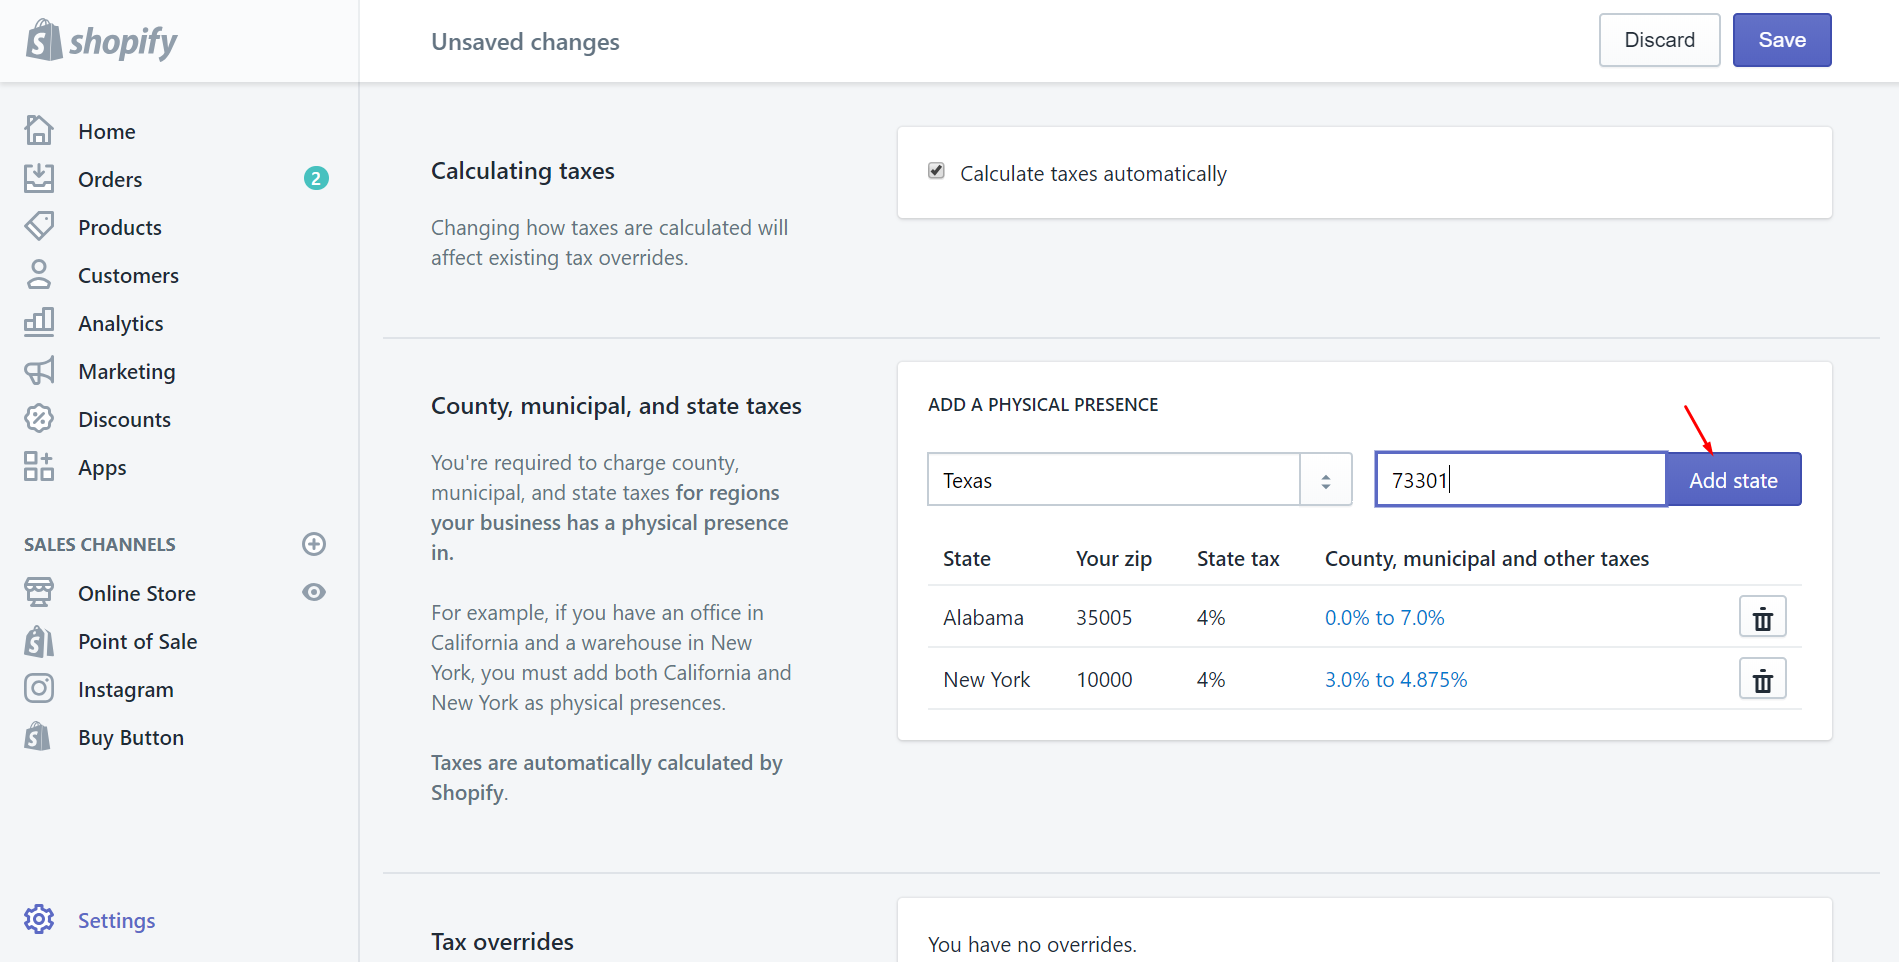 shopify
Unsaved changes
Discard
Save
Home
Orders
2
Products
Customers
Analytics
Marketing
Discounts
Apps
SALES CHANNELS
Online Store
Point of Sale
Instagram
Buy Button
Settings
Calculating taxes
Changing how taxes are calculated will
affect existing tax overrides.
Calculate taxes automatically
County, municipal, and state taxes
You're required to charge county,
municipal, and state taxes for regions
your business has a physical presence
in.
For example, if you have an office in
California and a warehouse in New
York, you must add both California and
New York as physical presences.
Taxes are automatically calculated by
Shopify.
ADD A PHYSICAL PRESENCE
Texas
73301
Add state
State Your zip State tax County, municipal and other taxes
Alabama 35005 4% 0.0% to 7.0%
New York 10000 4% 3.0% to 4.875%
Tax overrides
You have no overrides.